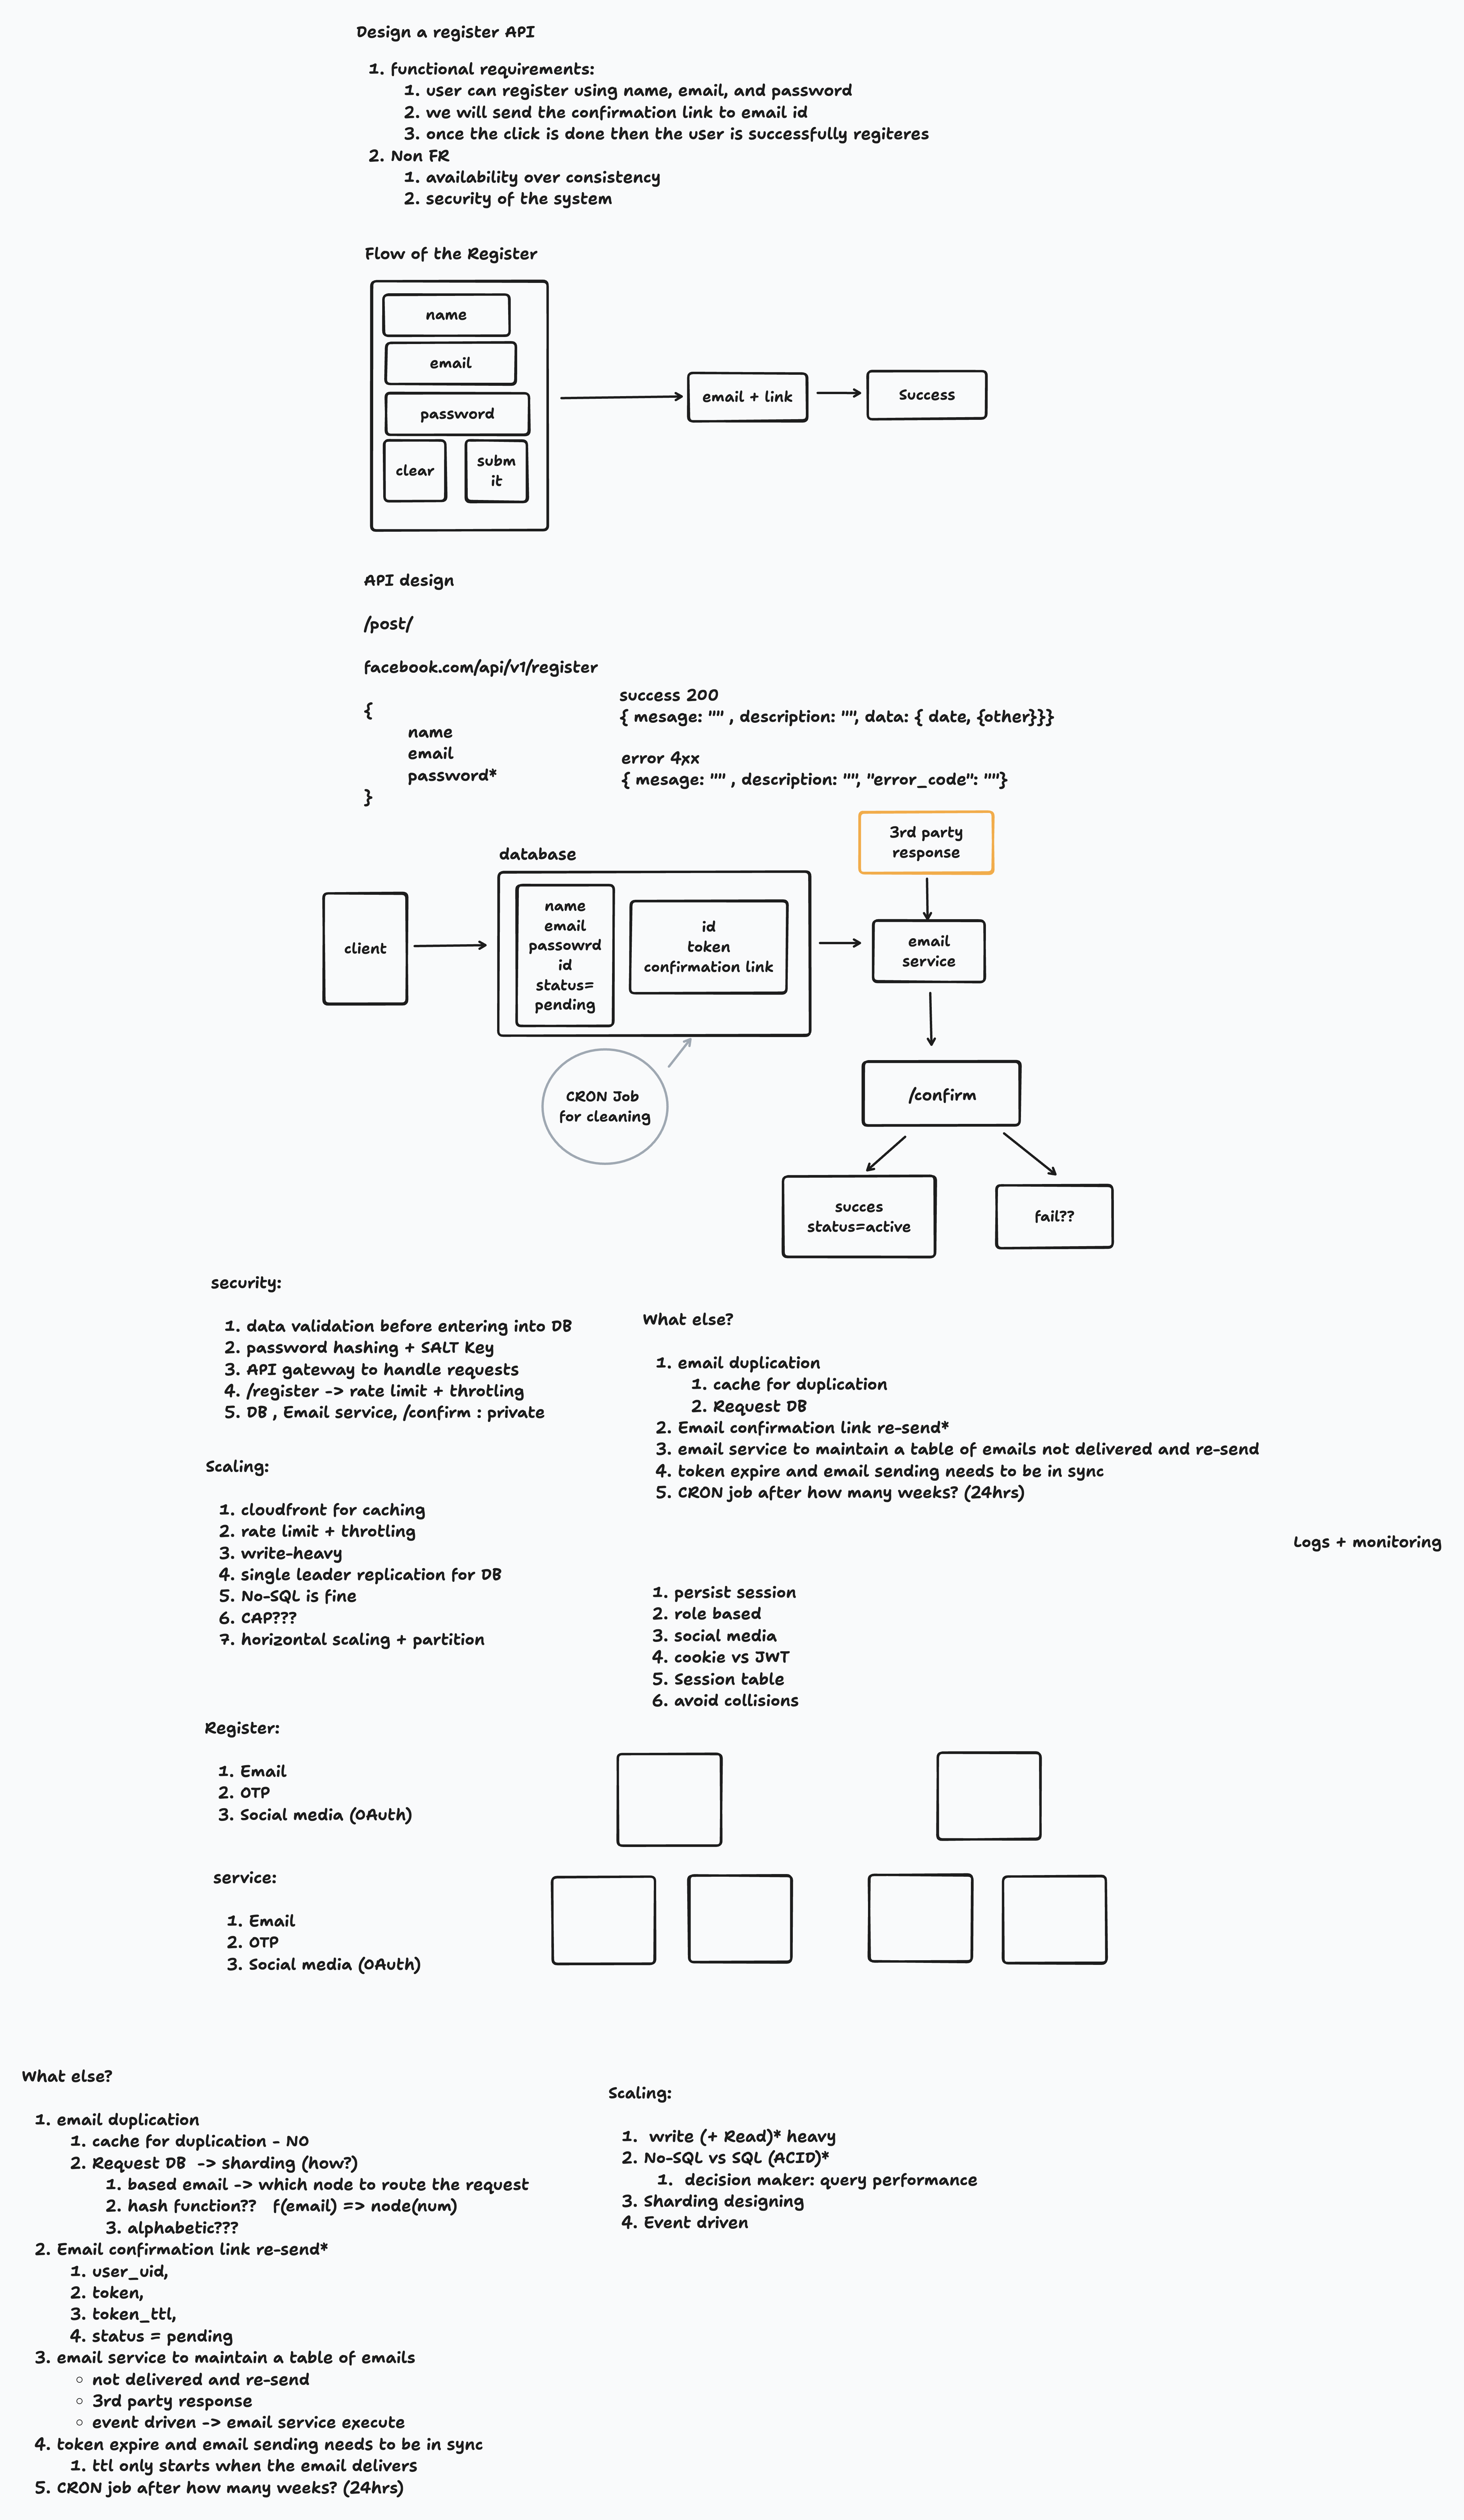 Design a register API
1. functional requirements:
1. user can register using name, email, and password
2. we will send the confirmation link to email id
3. once the click is done then the user is successfully regiteres
2. Non FR
1. availability over consistency
2. security of the system
Flow of the Register
name
email
password
clear
subm
it
email + link
Success
API design
/post/
facebook.com/api/v1/register
{
name
email
password*
}
success 200
{ mesage: "" , description: "", data: { date, {other}}}
error 4xx
{ mesage: "" , description: "", "error_code": ""}
3rd party
response
database
client
name
email
passowrd
id
status=
pending
id
token
confirmation link
email
service
CRON Job
for cleaning
/confirm
succes
status=active
fail??
security:
1. data validation before entering into DB
2. password hashing + SALT Key
3. API gateway to handle requests
4. /register -> rate limit + throtling
5. DB , Email service, /confirm : private
What else?
1. email duplication
1. cache for duplication
2. Request DB
2. Email confirmation link re-send*
3. email service to maintain a table of emails not delivered and re-send
4. token expire and email sending needs to be in sync
5. CRON job after how many weeks? (24hrs)
Scaling:
1. cloudfront for caching
2. rate limit + throtling
3. write-heavy
4. single leader replication for DB
5. No-SQL is fine
6. CAP???
7. horizontal scaling + partition
Logs + monitoring
1. persist session
2. role based
3. social media
4. cookie vs JWT
5. Session table
6. avoid collisions
Register:
1. Email
2. OTP
3. Social media (OAuth)
service:
1. Email
2. OTP
3. Social media (OAuth)
What else?
1. email duplication
1. cache for duplication - NO
2. Request DB -> sharding (how?)
1. based email -> which node to route the request
2. hash function?? f(email) => node(num)
3. alphabetic???
2. Email confirmation link re-send*
1. user_uid,
2. token,
3. token_ttl,
4. status = pending
3. email service to maintain a table of emails
○ not delivered and re-send
○ 3rd party response
○ event driven -> email service execute
4. token expire and email sending needs to be in sync
1. ttl only starts when the email delivers
5. CRON job after how many weeks? (24hrs)
Scaling:
1. write (+ Read)* heavy
2. No-SQL vs SQL (ACID)*
1. decision maker: query performance
3. Sharding designing
4. Event driven